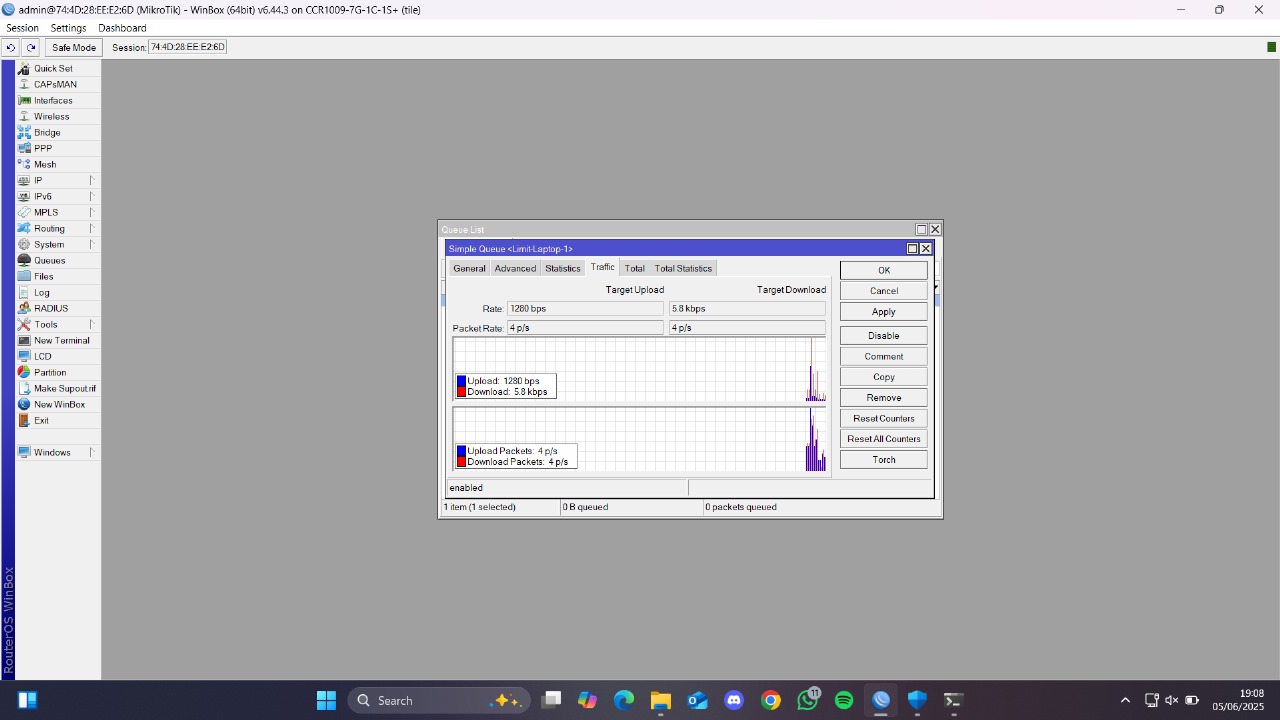 admin@74:4D:28:EE:E2:6D (MikroTik) - WinBox (64bit) v6.44.3 on CCR1009-7G-1C-1S+ (tile)
Session Settings Dashboard
Safe Mode Session: 74:4D:28:EE:E2:6D
Quick Set
CAPsMAN
Interfaces
Wireless
Bridge
PPP
Mesh
IP
IPv6
MPLS
Routing
System
Queues
Files
Log
RADIUS
Tools
New Terminal
LCD
Partition
Make Supout.rif
New WinBox
Exit
Windows
RouterOS WinBox
Queue List
Simple Queue <Limit-Laptop-1>
General Advanced Statistics Traffic Total Total Statistics
Target Upload Target Download
Rate: 1280 bps 5.8 kbps
Packet Rate: 4 p/s 4 p/s
Upload: 1280 bps
Download: 5.8 kbps
Upload Packets: 4 p/s
Download Packets: 4 p/s
enabled
OK
Cancel
Apply
Disable
Comment
Copy
Remove
Reset Counters
Reset All Counters
Torch
1 item (1 selected) 0 B queued 0 packets queued
Search
11
19:08
05/06/2025